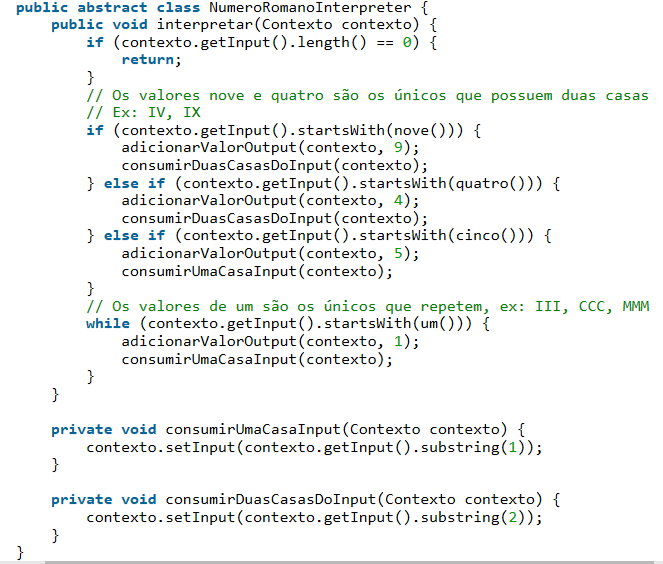 public abstract class NumeroRomanoInterpreter {
    public void interpretar(Contexto contexto) {
        if (contexto.getInput().length() == 0) {
            return;
        }
        // Os valores nove e quatro são os únicos que possuem duas casas
        // Ex: IV, IX
        if (contexto.getInput().startsWith(nove())) {
            adicionarValorOutput(contexto, 9);
            consumirDuasCasasDoInput(contexto);
        } else if (contexto.getInput().startsWith(quatro())) {
            adicionarValorOutput(contexto, 4);
            consumirDuasCasasDoInput(contexto);
        } else if (contexto.getInput().startsWith(cinco())) {
            adicionarValorOutput(contexto, 5);
            consumirUmaCasaInput(contexto);
        }
        // Os valores de um são os únicos que repetem, ex: III, CCC, MMM
        while (contexto.getInput().startsWith(um())) {
            adicionarValorOutput(contexto, 1);
            consumirUmaCasaInput(contexto);
        }
    }

    private void consumirUmaCasaInput(Contexto contexto) {
        contexto.setInput(contexto.getInput().substring(1));
    }

    private void consumirDuasCasasDoInput(Contexto contexto) {
        contexto.setInput(contexto.getInput().substring(2));
    }
}